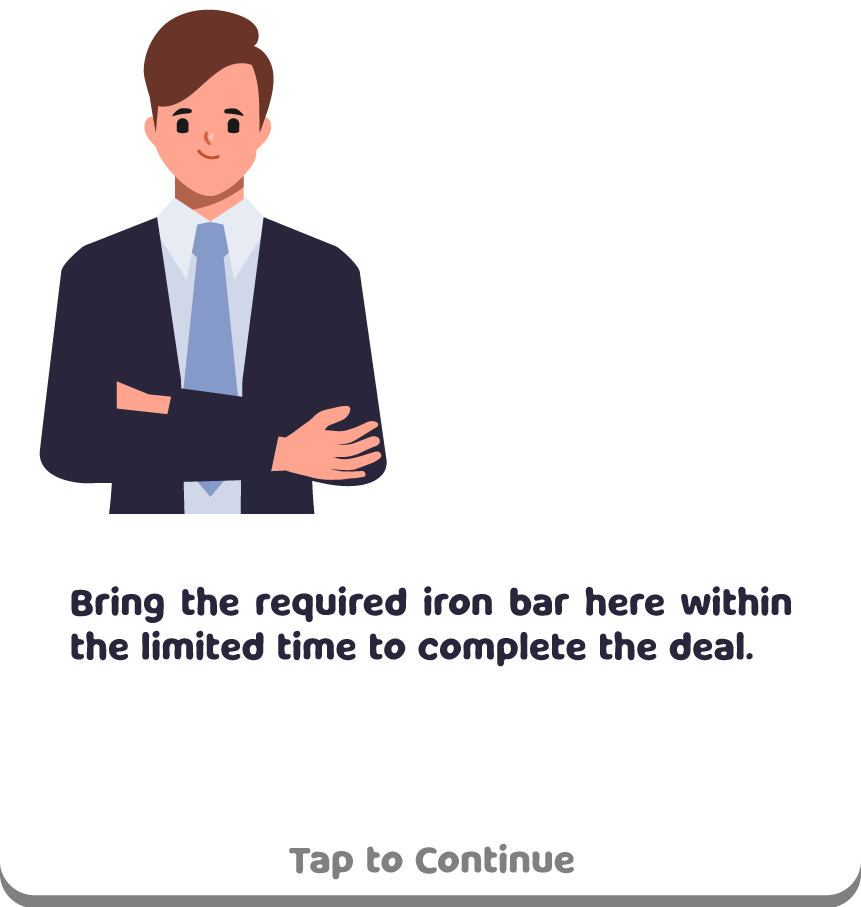 Bring the required iron bar here within
the limited time to complete the deal.
Tap to Continue